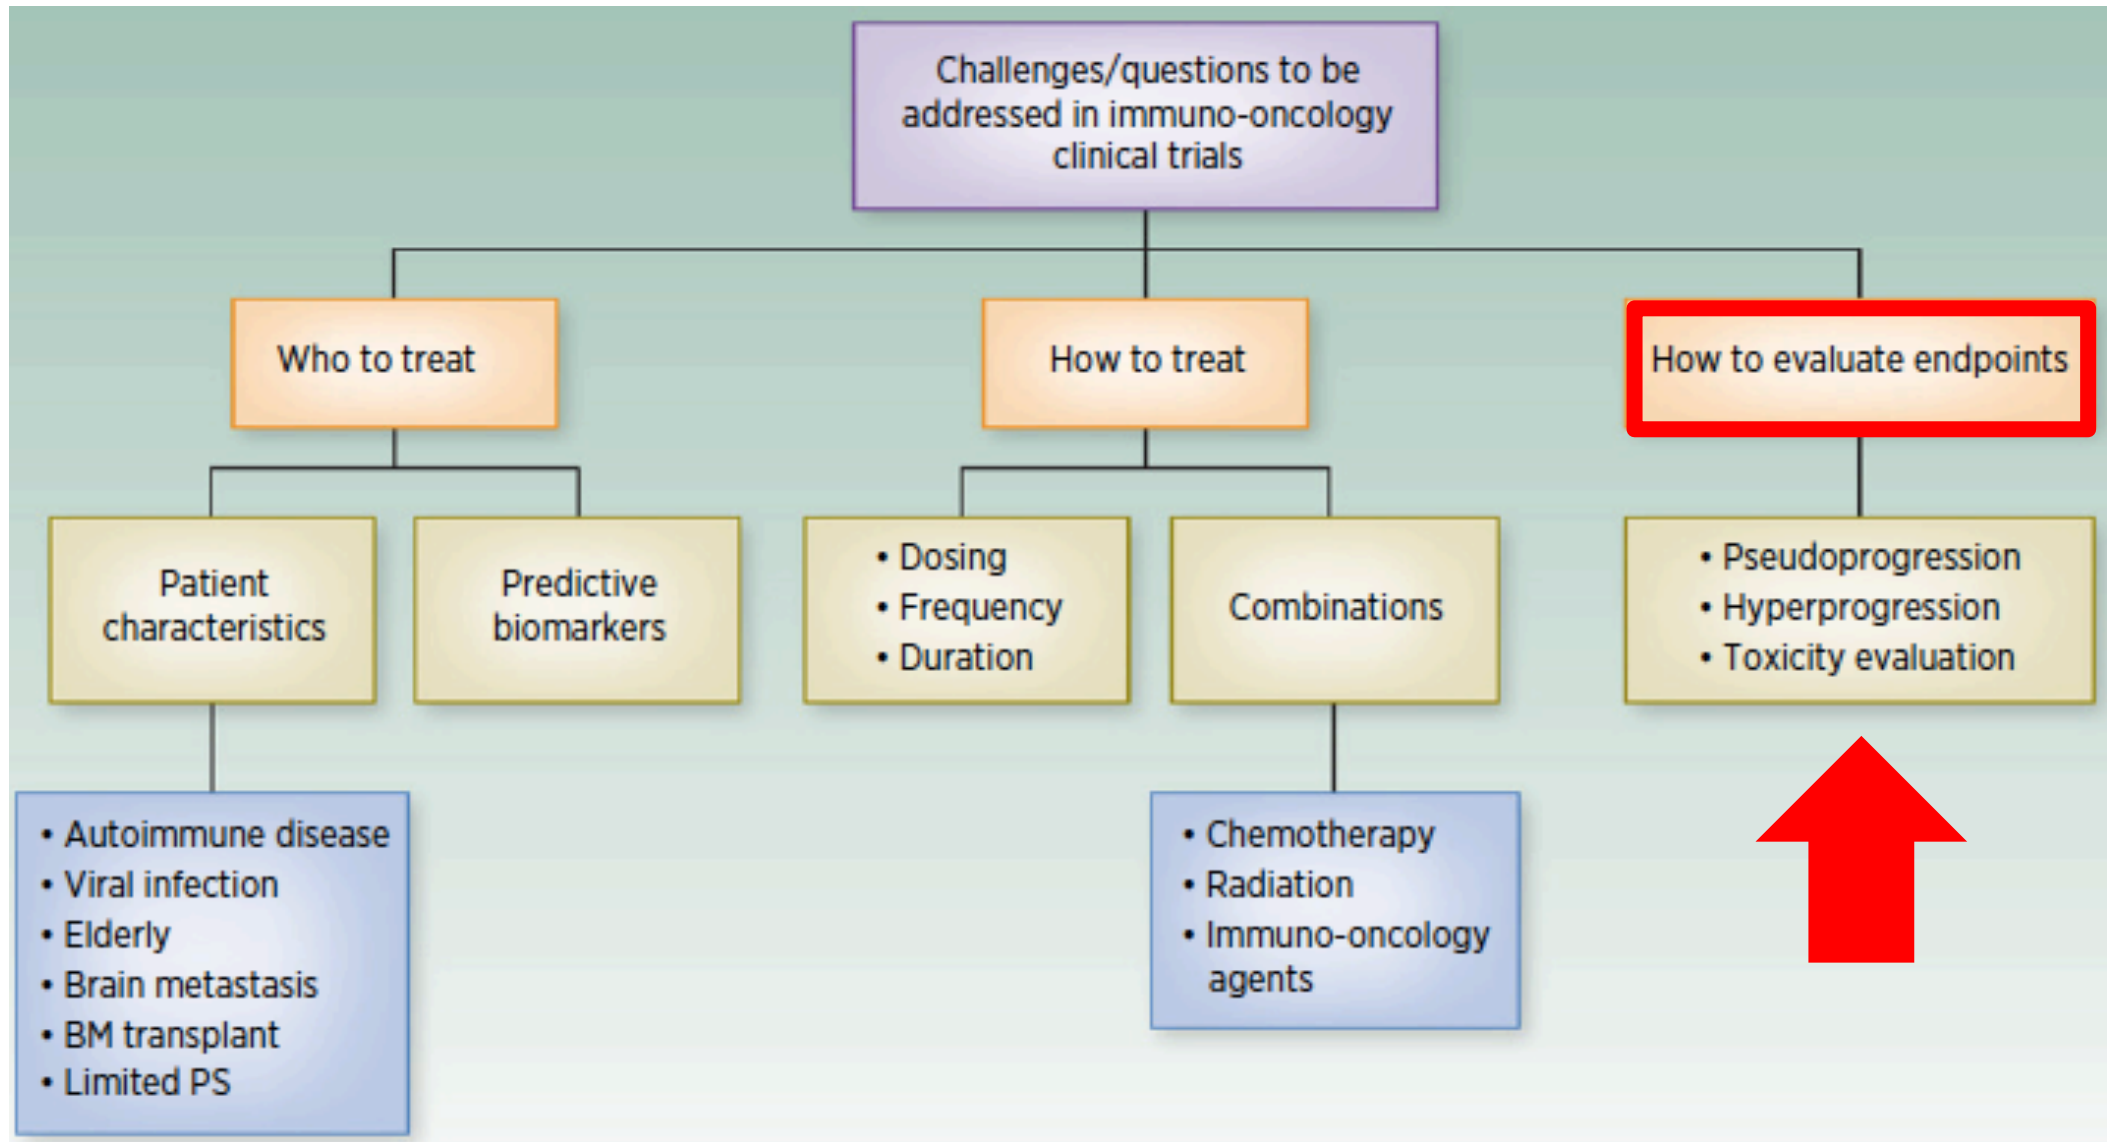 Challenges/questions to be
addressed in immuno-oncology
clinical trials
Who to treat
How to treat
How to evaluate endpoints
Patient
characteristics
Predictive
biomarkers
• Dosing
• Frequency
• Duration
Combinations
• Pseudoprogression
• Hyperprogression
• Toxicity evaluation
• Autoimmune disease
• Viral infection
• Elderly
• Brain metastasis
• BM transplant
• Limited PS
• Chemotherapy
• Radiation
• Immuno-oncology
agents